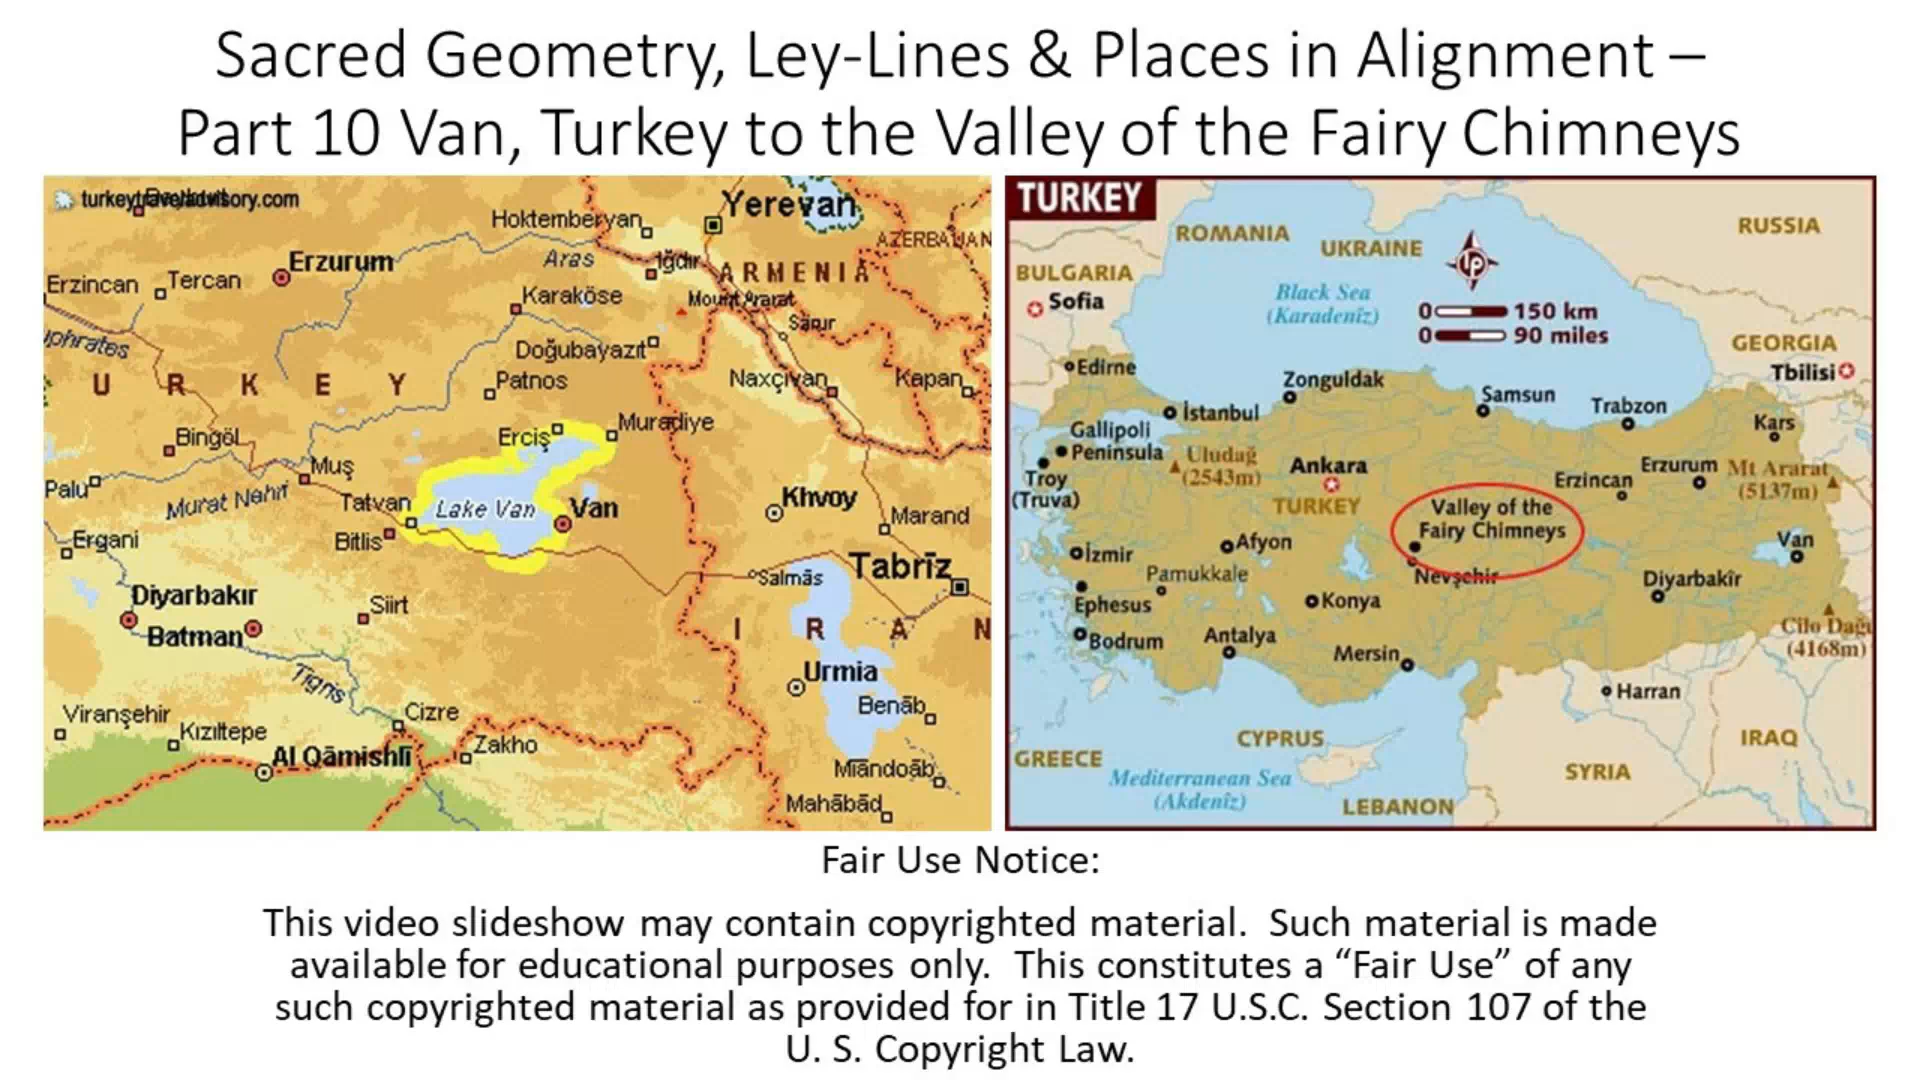 Sacred Geometry, Ley-Lines & Places in Alignment –
Part 10 Van, Turkey to the Valley of the Fairy Chimneys
turkeytraveladvisory.com
Yerevan
Hoktemberyan
AZERBAIJAN
Aras
Iğdır
ARMENIA
Erzurum
Erzincan
Tercan
Karaköse
Mount Ararat
Euphrates
Doğubayazıt
TURKEY
Patnos
Naxçıvan
Kapan
Bingöl
Erciş
Muradiye
Muş
Palu
Murat Nehri
Tatvan
Lake Van
Van
Khvoy
Marand
Bitlis
Ergani
Salmās
Tabrīz
Diyarbakır
Batman
Siirt
IRAN
Tigris
Urmia
Benāb
Viranşehir
Kızıltepe
Cizre
Al Qāmishlī
Zakho
Miāndoāb
Mahābād
TURKEY
ROMANIA
UKRAINE
RUSSIA
BULGARIA
Sofia
LP
Black Sea
(Karadenîz)
0 150 km
0 90 miles
GEORGIA
Tbilisi
Edirne
Zonguldak
Samsun
İstanbul
Trabzon
Kars
Gallipoli
Peninsula
Uludağ
(2543m)
Ankara
Erzurum
Mt Ararat
(5137m)
Troy
(Truva)
TURKEY
Erzincan
Valley of the
Fairy Chimneys
Van
İzmir
Afyon
Pamukkale
Nevşehir
Diyarbakîr
Ephesus
Konya
Bodrum
Antalya
Mersin
Cilo Dağı
(4168m)
Harran
CYPRUS
GREECE
Mediterranean Sea
(Akdenîz)
SYRIA
IRAQ
LEBANON
Fair Use Notice:
This video slideshow may contain copyrighted material.  Such material is made
available for educational purposes only.  This constitutes a “Fair Use” of any
such copyrighted material as provided for in Title 17 U.S.C. Section 107 of the
U. S. Copyright Law.